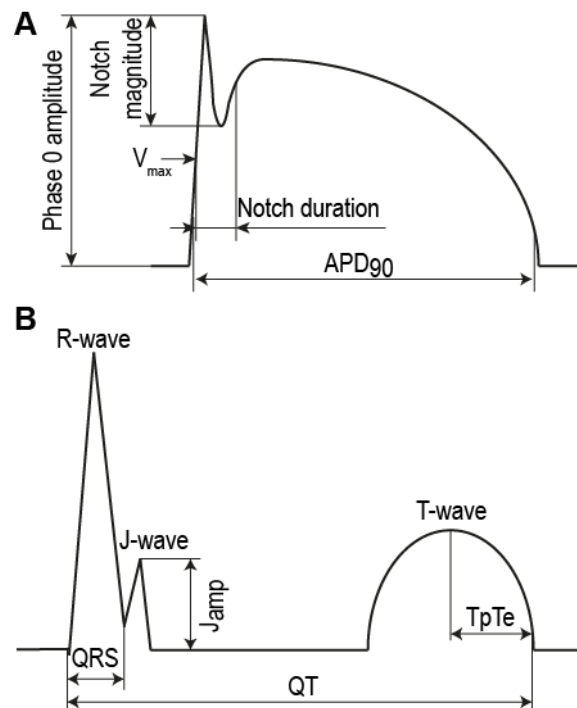 A
Phase 0 amplitude
Notch
magnitude
Vmax
Notch duration
APD90
B
R-wave
J-wave
Jamp
T-wave
TpTe
QRS
QT